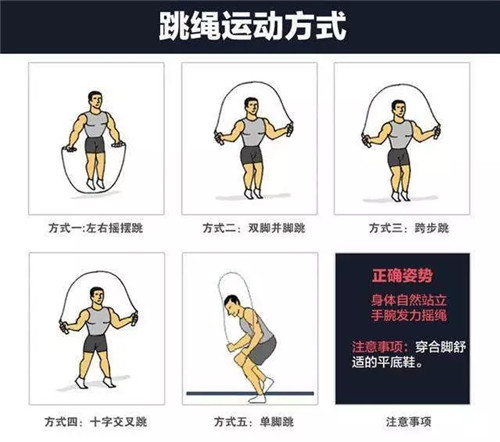 跳绳运动方式
方式一:左右摇摆跳
方式二：双脚并脚跳
方式三：跨步跳
方式四：十字交叉跳
方式五：单脚跳
正确姿势
身体自然站立
手腕发力摇绳
注意事项：穿合脚舒
适的平底鞋。
注意事项